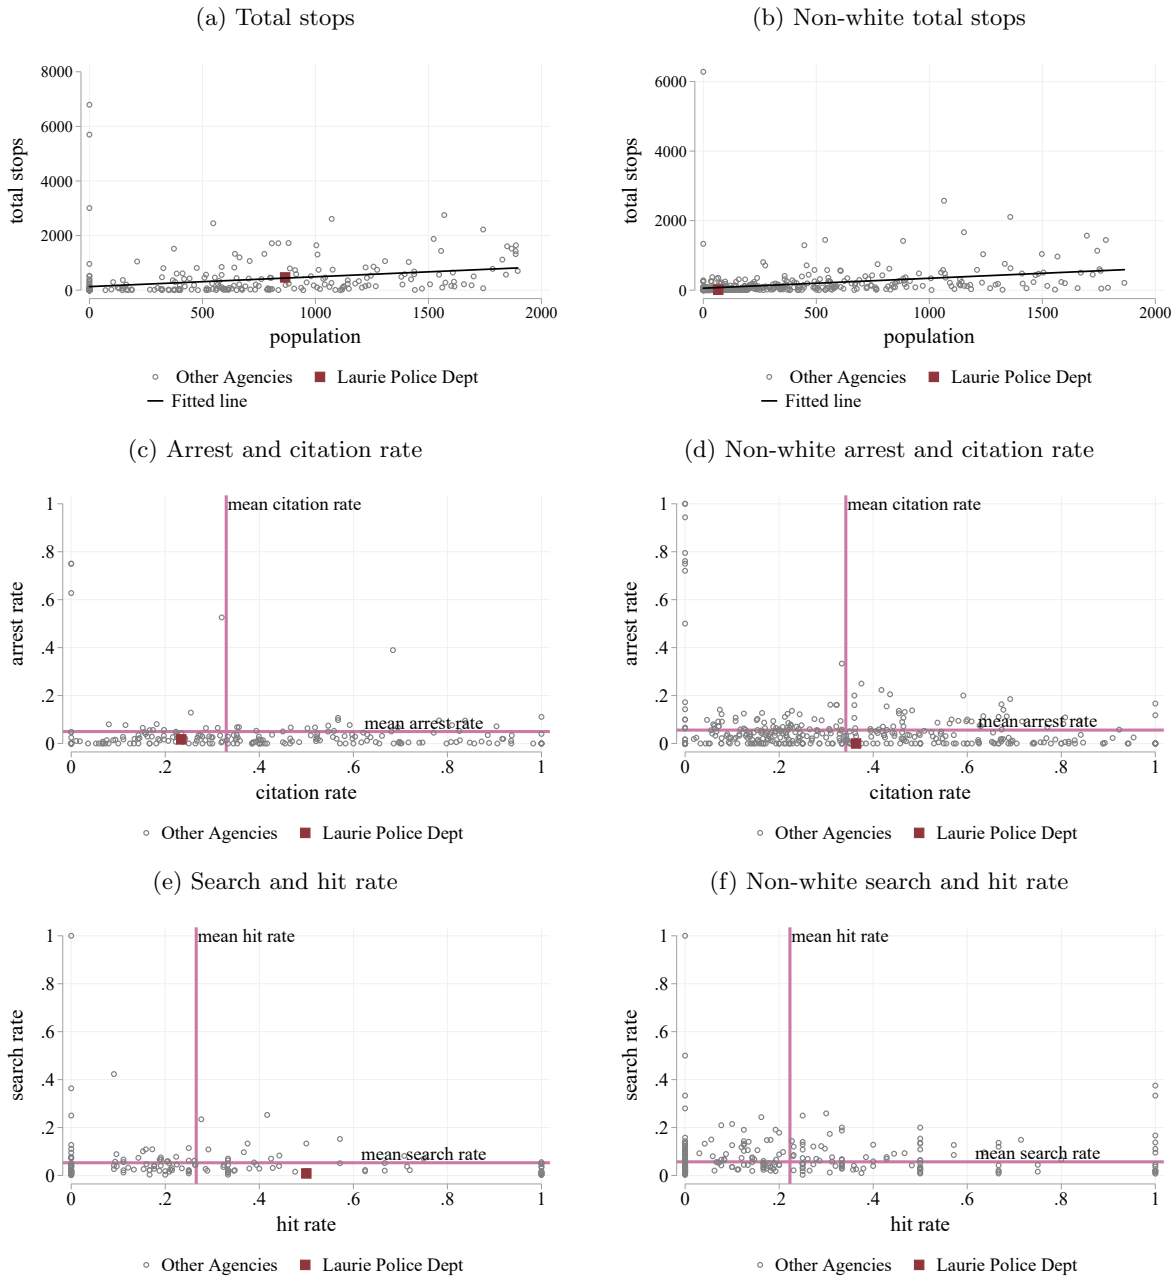 (a) Total stops
total stops
8000
6000
4000
2000
0
0 500 1000 1500 2000
population
Other Agencies Laurie Police Dept
Fitted line
(b) Non-white total stops
total stops
6000
4000
2000
0
0 500 1000 1500 2000
population
Other Agencies Laurie Police Dept
Fitted line
(c) Arrest and citation rate
arrest rate
1
.8
.6
.4
.2
0
mean citation rate
mean arrest rate
0 .2 .4 .6 .8 1
citation rate
Other Agencies Laurie Police Dept
(d) Non-white arrest and citation rate
arrest rate
1
.8
.6
.4
.2
0
mean citation rate
mean arrest rate
0 .2 .4 .6 .8 1
citation rate
Other Agencies Laurie Police Dept
(e) Search and hit rate
search rate
1
.8
.6
.4
.2
0
mean hit rate
mean search rate
0 .2 .4 .6 .8 1
hit rate
Other Agencies Laurie Police Dept
(f) Non-white search and hit rate
search rate
1
.8
.6
.4
.2
0
mean hit rate
mean search rate
0 .2 .4 .6 .8 1
hit rate
Other Agencies Laurie Police Dept